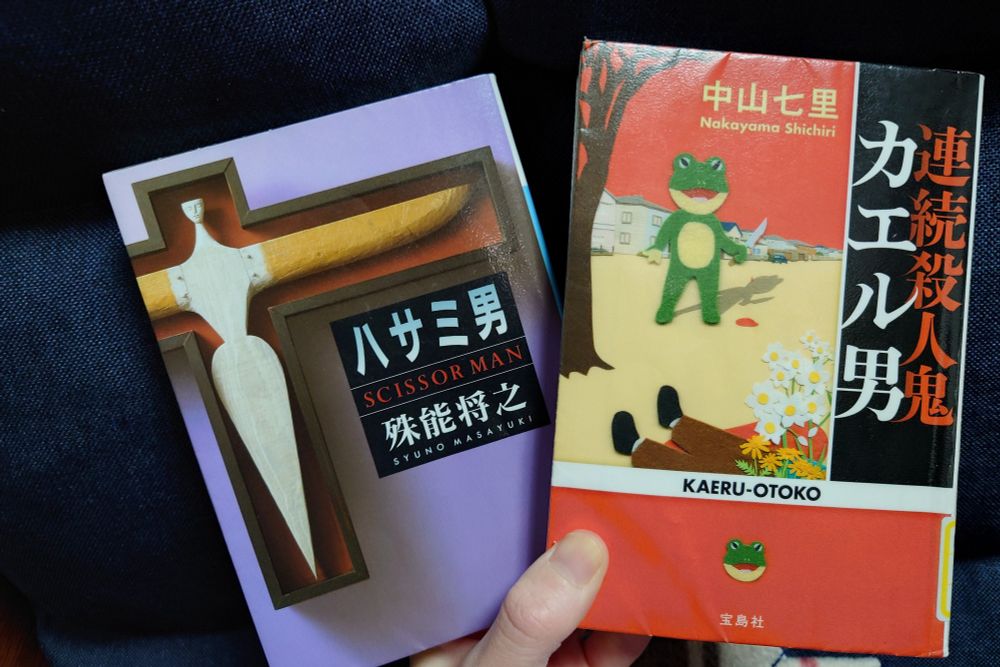 ハサミ男
SCISSOR MAN
殊能将之
SYUNO MASAYUKI
中山七里
Nakayama Shichiri
連続殺人鬼
カエル男
KAERU-OTOKO
宝島社